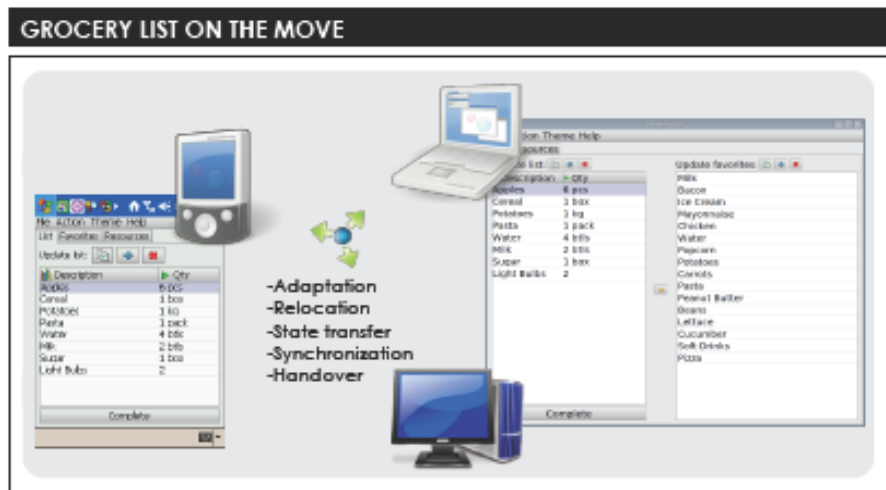 GROCERY LIST ON THE MOVE
File Action Theme Help
List Favorites Resources
Update list:
Description Qty
Apples 6 pcs
Cereal 1 box
Potatoes 1 kg
Pasta 1 pack
Water 4 btls
Milk 2 btls
Sugar 1 box
Light Bulbs 2
Complete
-Adaptation
-Relocation
-State transfer
-Synchronization
-Handover
Theme Help
list:
Description Qty
Apples 6 pcs
Cereal 1 box
Potatoes 1 kg
Pasta 1 pack
Water 4 btls
Milk 2 btls
Sugar 1 box
Light Bulbs 2
Complete
Update favorites:
Milk
Bacon
Ice Cream
Mayonnaise
Chicken
Water
Popcorn
Potatoes
Carrots
Pasta
Peanut Butter
Beans
Lettuce
Cucumber
Soft Drinks
Pizza